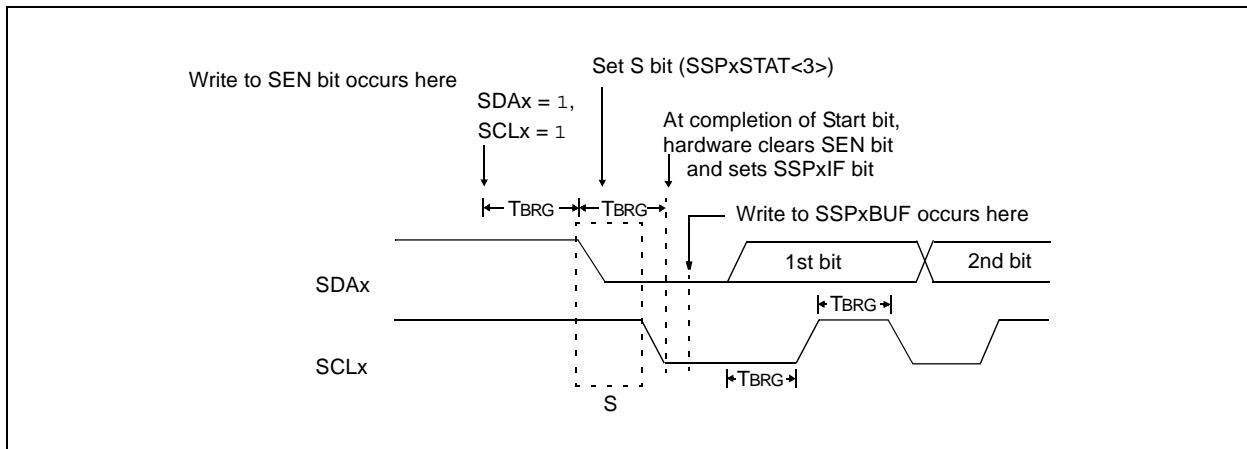 Write to SEN bit occurs here
Set S bit (SSPxSTAT<3>)
SDAx = 1,
SCLx = 1
At completion of Start bit,
hardware clears SEN bit
and sets SSPxIF bit
TBRG
TBRG
Write to SSPxBUF occurs here
SDAx
1st bit
2nd bit
TBRG
SCLx
TBRG
S